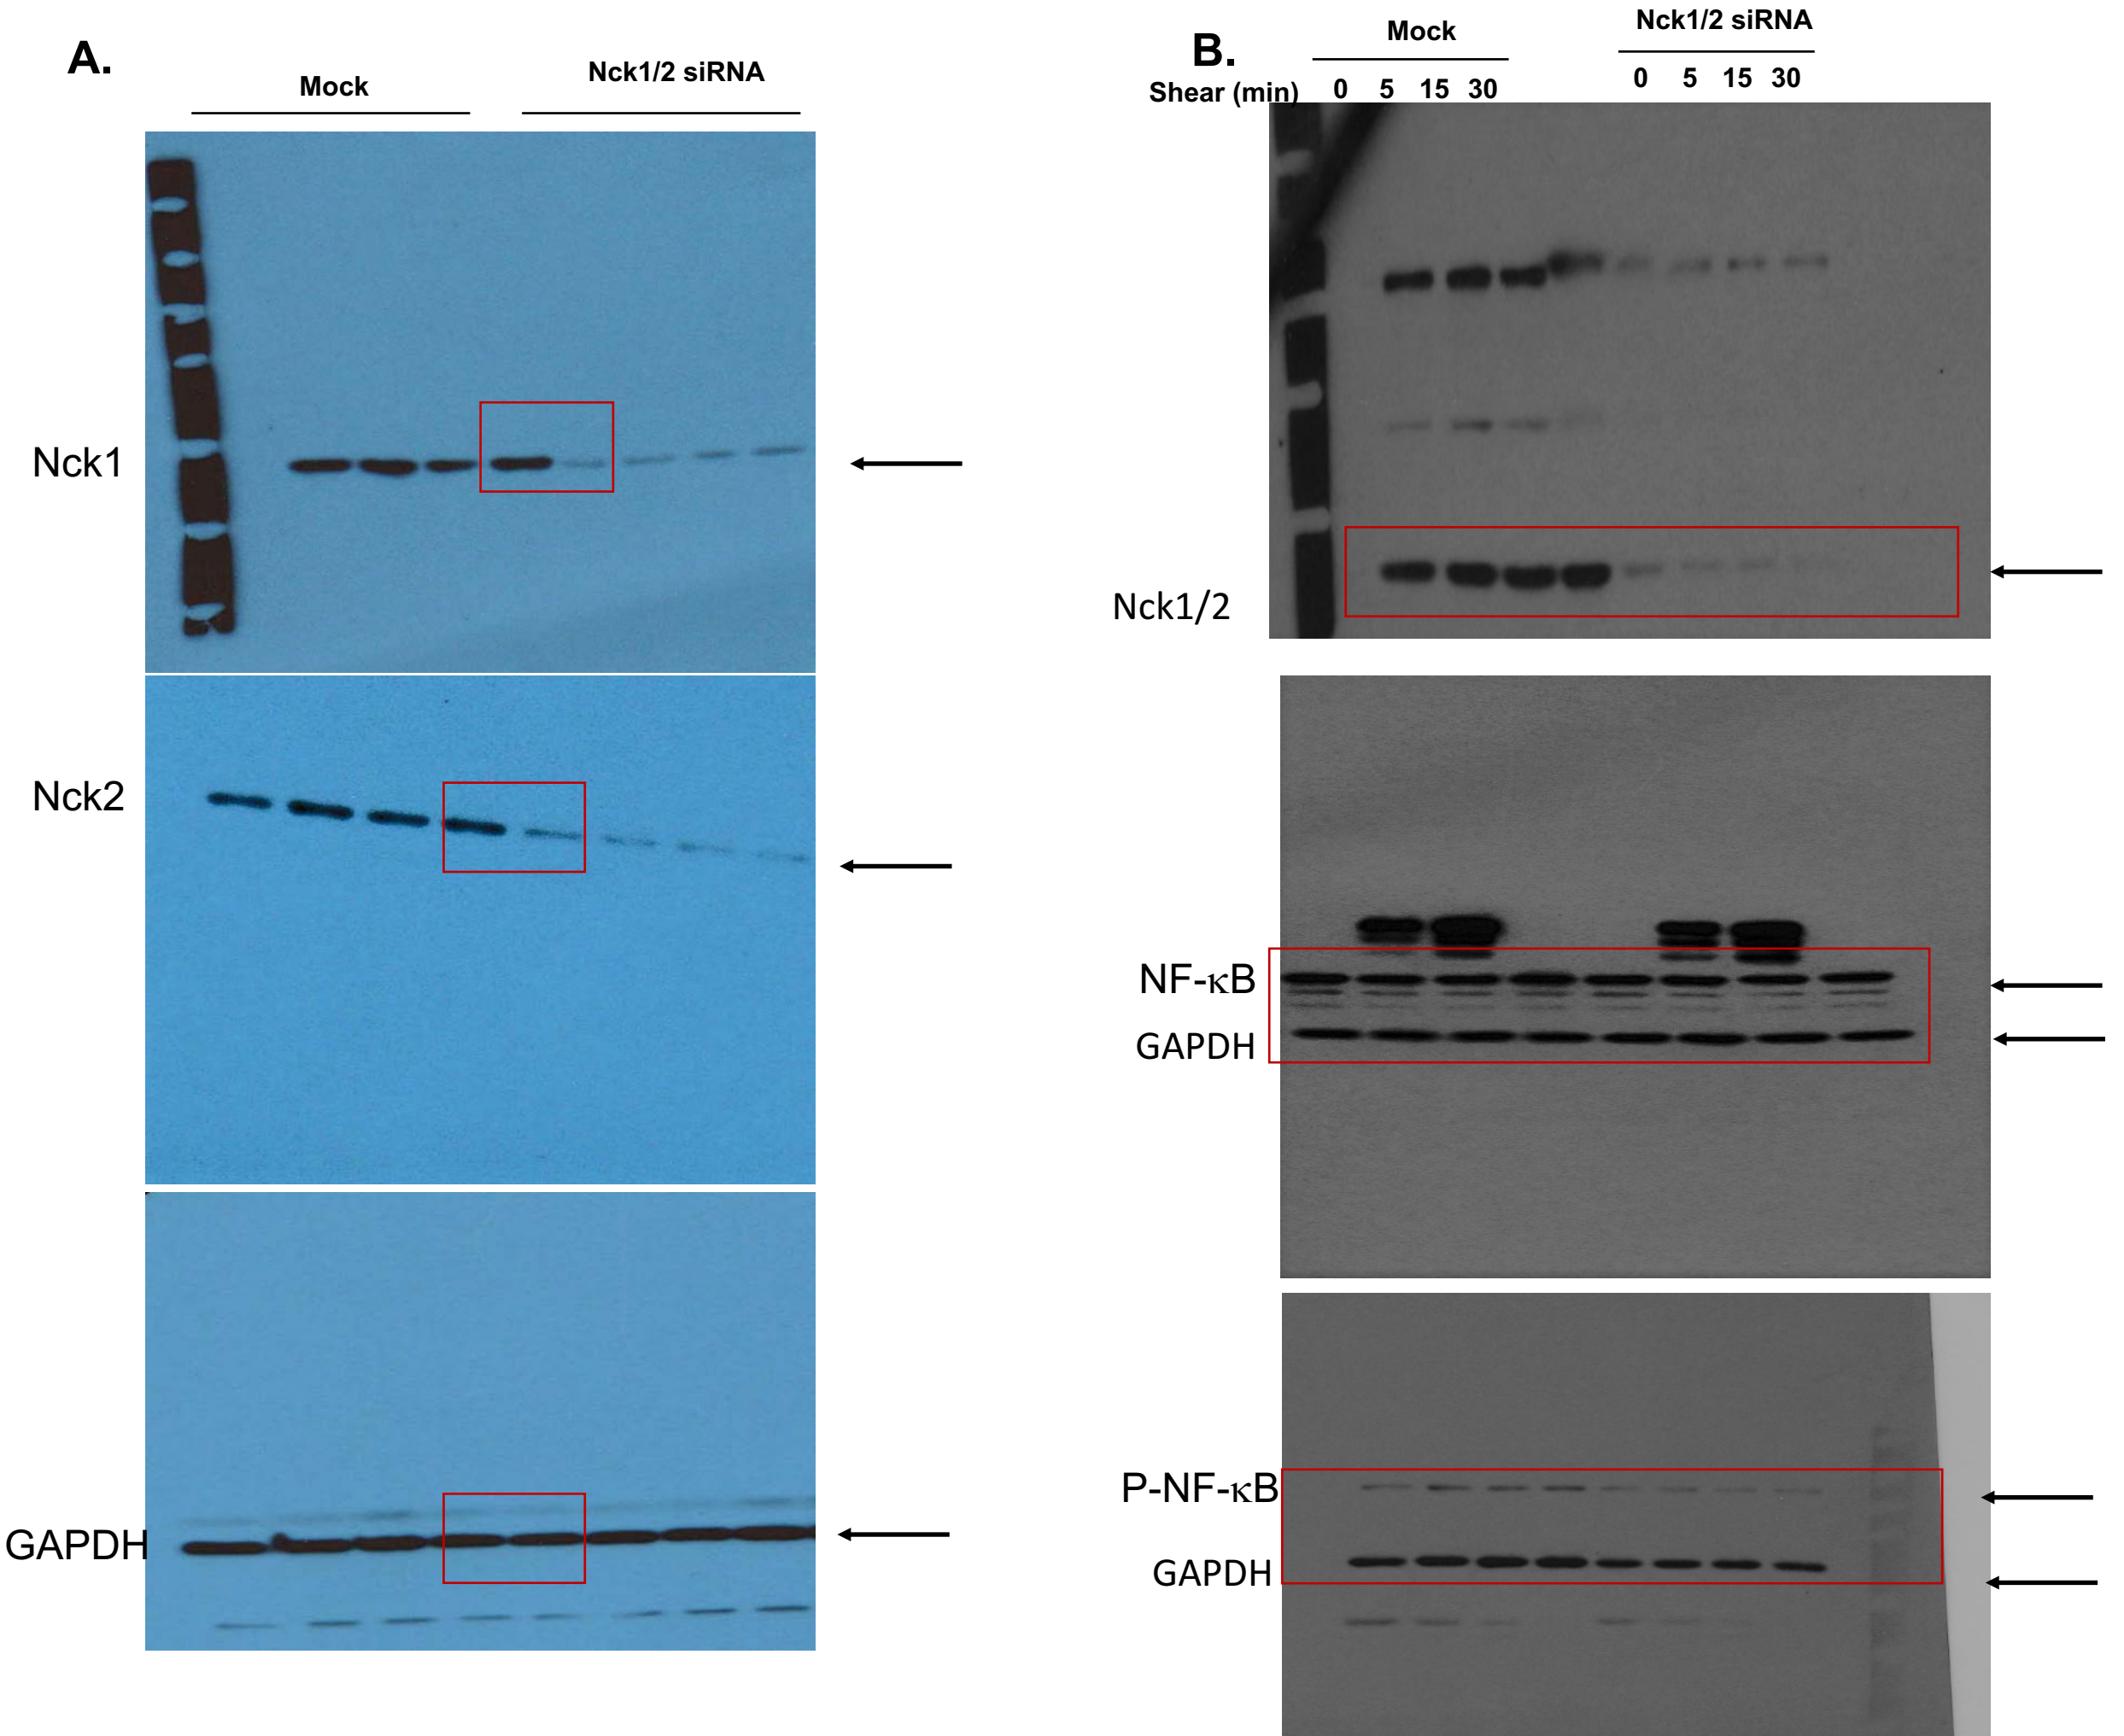 A.
Mock
Nck1/2 siRNA
Nck1
Nck2
GAPDH
B.
Mock
Nck1/2 siRNA
Shear (min) 0 5 15 30 0 5 15 30
Nck1/2
NF-κB
GAPDH
P-NF-κB
GAPDH